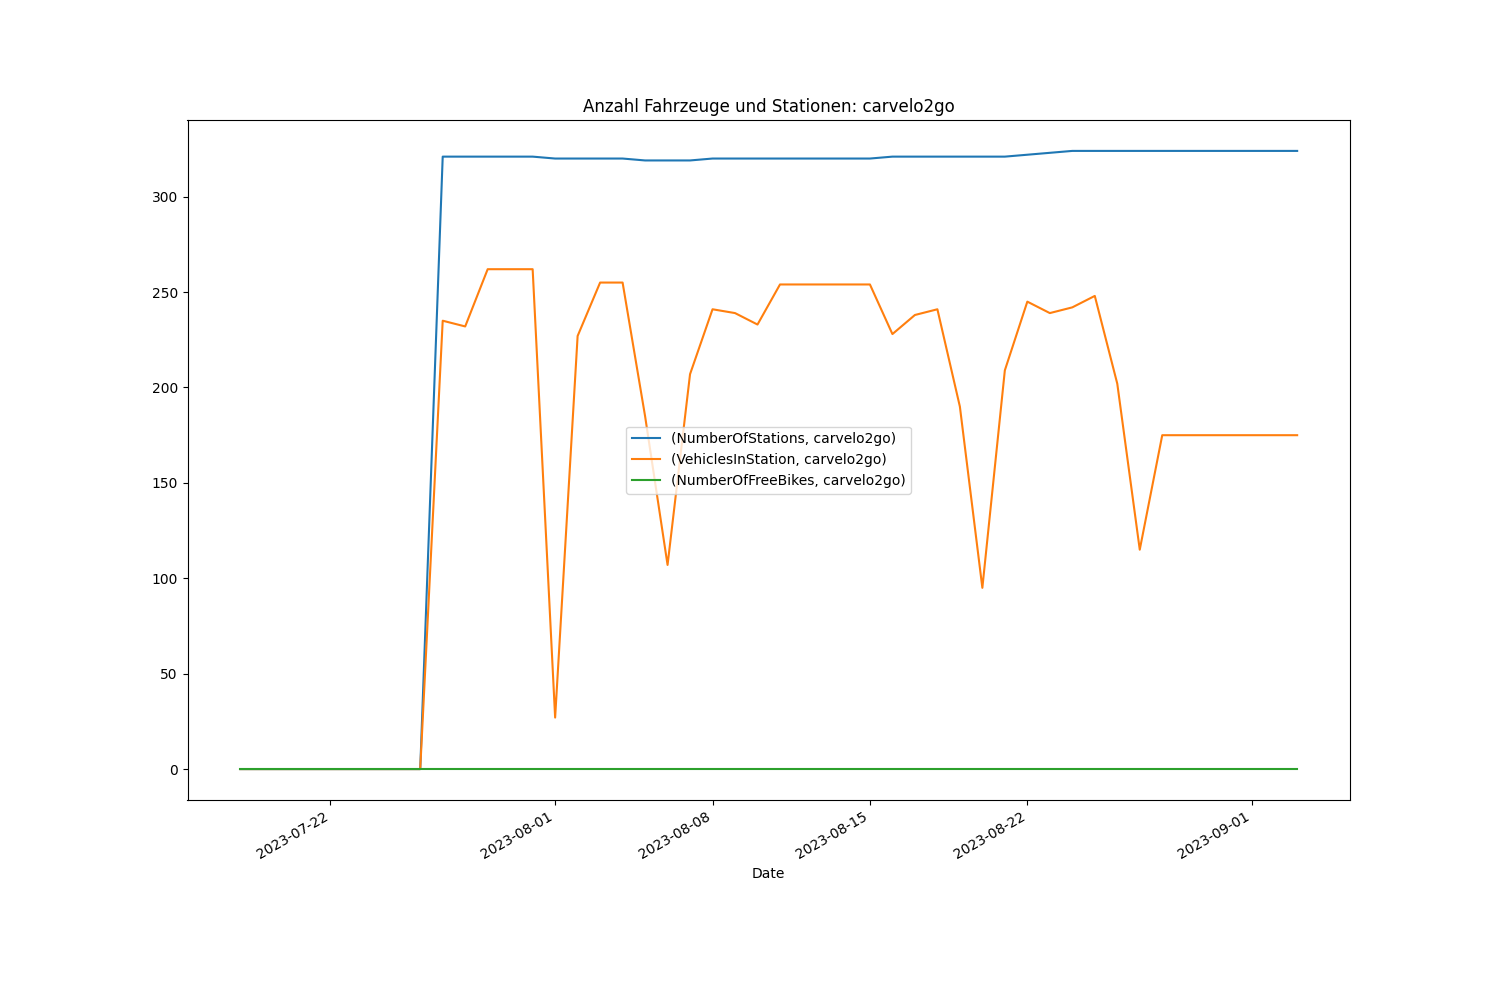 Anzahl Fahrzeuge und Stationen: carvelo2go
300
250
200
150
100
50
0
(NumberOfStations, carvelo2go)
(VehiclesInStation, carvelo2go)
(NumberOfFreeBikes, carvelo2go)
2023-07-22
2023-08-01
2023-08-08
2023-08-15
2023-08-22
2023-09-01
Date